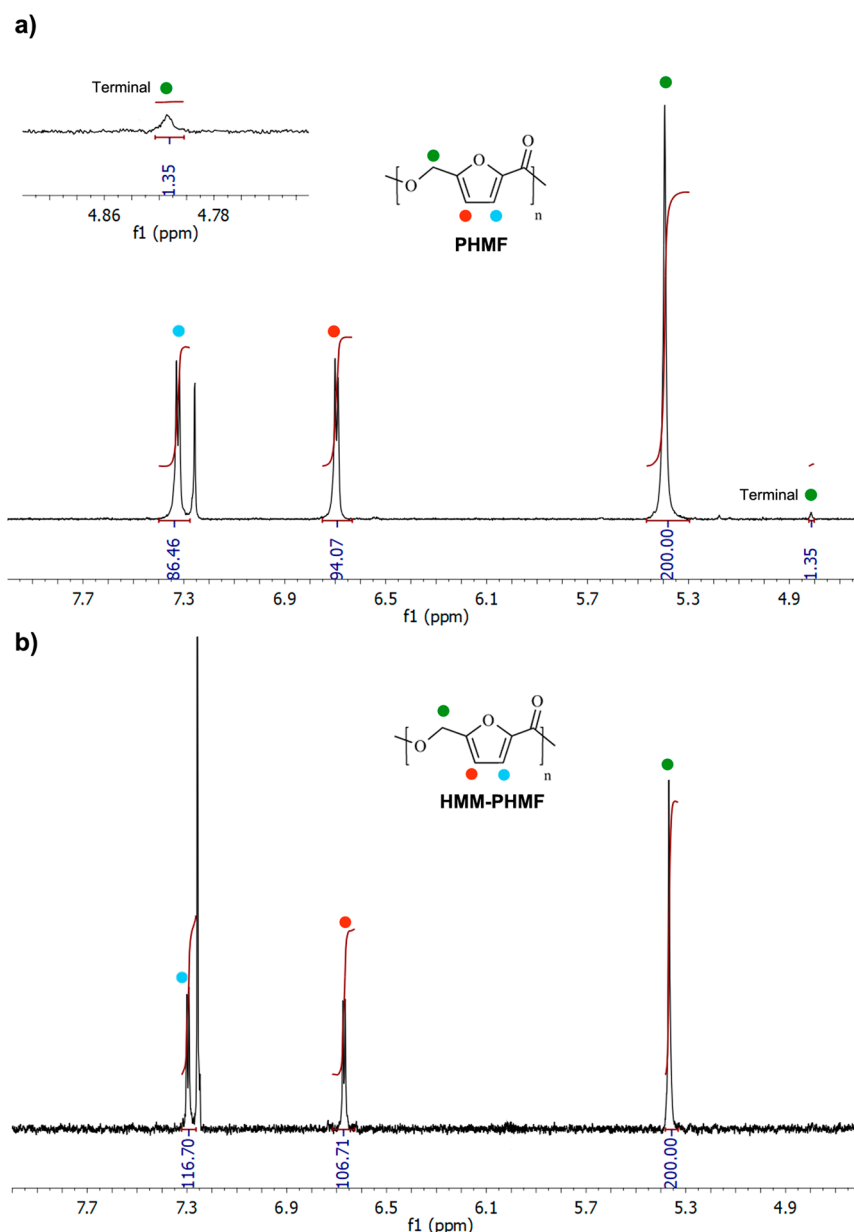 a)
Terminal
1.35
4.86 4.78
f1 (ppm)
O
O
O
n
PHMF
Terminal
86.46 94.07 200.00 1.35
7.7 7.3 6.9 6.5 6.1 5.7 5.3 4.9
f1 (ppm)
b)
O
O
O
n
HMM-PHMF
116.70 106.71 200.00
7.7 7.3 6.9 6.5 6.1 5.7 5.3
f1 (ppm)